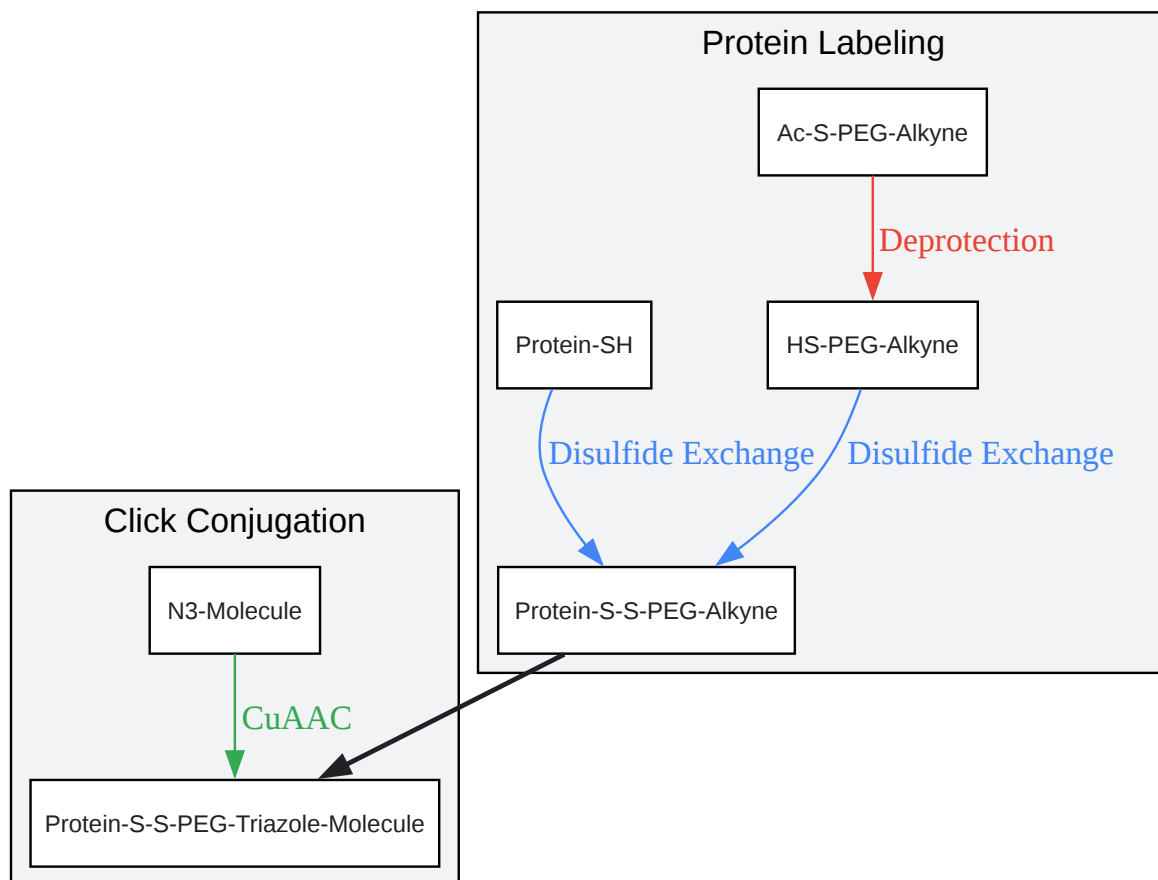 Protein Labeling
Ac-S-PEG-Alkyne
Deprotection
Protein-SH
HS-PEG-Alkyne
Disulfide Exchange
Disulfide Exchange
Click Conjugation
N3-Molecule
Protein-S-S-PEG-Alkyne
CuAAC
Protein-S-S-PEG-Triazole-Molecule